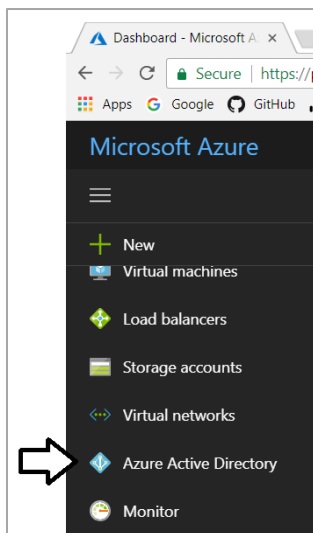 Dashboard - Microsoft A
Secure | https://p
Apps Google GitHub
Microsoft Azure
New
Virtual machines
Load balancers
Storage accounts
Virtual networks
Azure Active Directory
Monitor